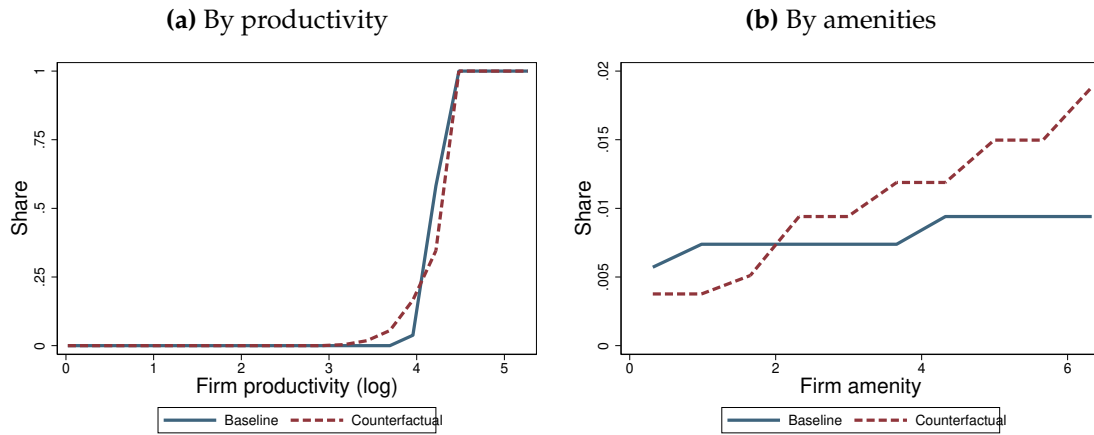 (a) By productivity
1
.75
.5
.25
0
Share
0 1 2 3 4 5
Firm productivity (log)
Baseline Counterfactual
(b) By amenities
.02
.015
.01
.005
0
Share
0 2 4 6
Firm amenity
Baseline Counterfactual